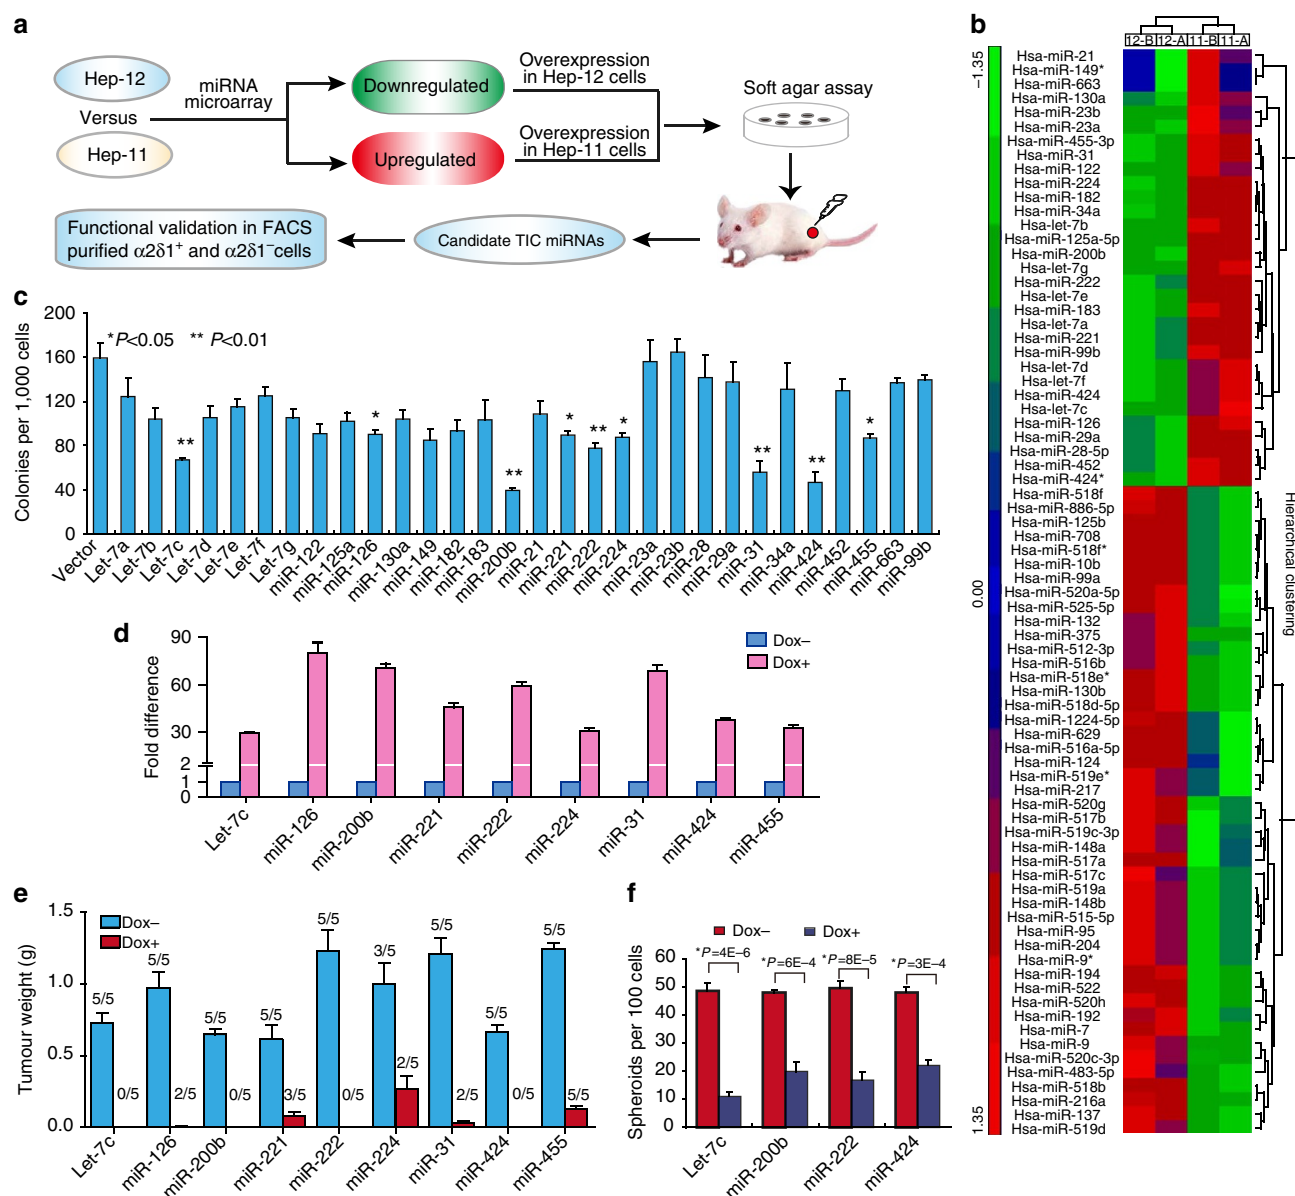 a
Hep-12
Versus
Hep-11
miRNA
microarray
Downregulated
Upregulated
Overexpression
in Hep-12 cells
Overexpression
in Hep-11 cells
Soft agar assay
Candidate TIC miRNAs
Functional validation in FACS
purified α2δ1+ and α2δ1−cells
b
12-B 12-A 11-B 11-A
−1.35
0.00
1.35
Hsa-miR-21
Hsa-miR-149*
Hsa-miR-663
Hsa-miR-130a
Hsa-miR-23b
Hsa-miR-23a
Hsa-miR-455-3p
Hsa-miR-31
Hsa-miR-122
Hsa-miR-224
Hsa-miR-182
Hsa-miR-34a
Hsa-let-7b
Hsa-miR-125a-5p
Hsa-miR-200b
Hsa-let-7g
Hsa-miR-222
Hsa-let-7e
Hsa-miR-183
Hsa-let-7a
Hsa-miR-221
Hsa-miR-99b
Hsa-let-7d
Hsa-let-7f
Hsa-miR-424
Hsa-let-7c
Hsa-miR-126
Hsa-miR-29a
Hsa-miR-28-5p
Hsa-miR-452
Hsa-miR-424*
Hsa-miR-518f
Hsa-miR-886-5p
Hsa-miR-125b
Hsa-miR-708
Hsa-miR-518f*
Hsa-miR-10b
Hsa-miR-99a
Hsa-miR-520a-5p
Hsa-miR-525-5p
Hsa-miR-132
Hsa-miR-375
Hsa-miR-512-3p
Hsa-miR-516b
Hsa-miR-518e*
Hsa-miR-130b
Hsa-miR-518d-5p
Hsa-miR-1224-5p
Hsa-miR-629
Hsa-miR-516a-5p
Hsa-miR-124
Hsa-miR-519e*
Hsa-miR-217
Hsa-miR-520g
Hsa-miR-517b
Hsa-miR-519c-3p
Hsa-miR-148a
Hsa-miR-517a
Hsa-miR-517c
Hsa-miR-519a
Hsa-miR-148b
Hsa-miR-515-5p
Hsa-miR-95
Hsa-miR-204
Hsa-miR-9*
Hsa-miR-194
Hsa-miR-522
Hsa-miR-520h
Hsa-miR-192
Hsa-miR-7
Hsa-miR-9
Hsa-miR-520c-3p
Hsa-miR-483-5p
Hsa-miR-518b
Hsa-miR-216a
Hsa-miR-137
Hsa-miR-519d
Hierarchical clustering
c
Colonies per 1,000 cells
200
160
120
80
40
0
*P<0.05 ** P<0.01
** * ** * ** * ** ** *
Vector Let-7a Let-7b Let-7c Let-7d Let-7e Let-7f Let-7g miR-122 miR-125a miR-126 miR-130a miR-149 miR-182 miR-183 miR-200b miR-21 miR-221 miR-222 miR-224 miR-23a miR-23b miR-28 miR-29a miR-31 miR-34a miR-424 miR-452 miR-455 miR-663 miR-99b
d
Fold difference
90
60
30
2
1
0
Dox−
Dox+
Let-7c miR-126 miR-200b miR-221 miR-222 miR-224 miR-31 miR-424 miR-455
e
Tumour weight (g)
1.5
1.0
0.5
0.0
Dox−
Dox+
5/5 0/5 5/5 2/5 5/5 0/5 5/5 3/5 5/5 0/5 3/5 2/5 5/5 2/5 5/5 0/5 5/5 5/5
Let-7c miR-126 miR-200b miR-221 miR-222 miR-224 miR-31 miR-424 miR-455
f
Spheroids per 100 cells
60
50
40
30
20
10
0
Dox− Dox+
*P=4E−6 *P=6E−4 *P=8E−5 *P=3E−4
Let-7c miR-200b miR-222 miR-424